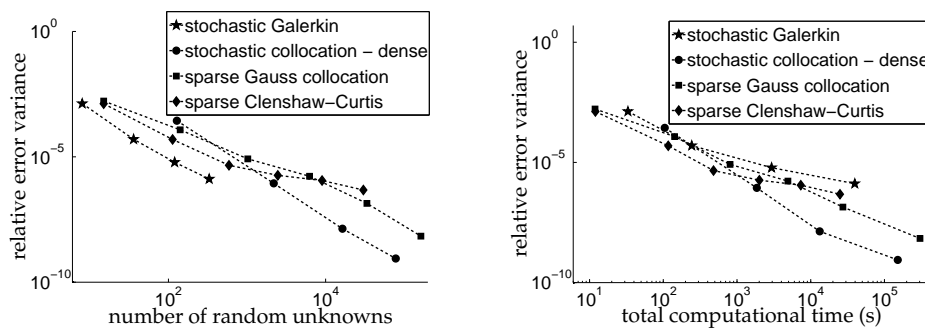 10^0
10^-5
10^-10
relative error variance
stochastic Galerkin
stochastic collocation − dense
sparse Gauss collocation
sparse Clenshaw−Curtis
10^2
10^4
number of random unknowns
10^0
10^-5
10^-10
relative error variance
stochastic Galerkin
stochastic collocation − dense
sparse Gauss collocation
sparse Clenshaw−Curtis
10^1
10^2
10^3
10^4
10^5
total computational time (s)